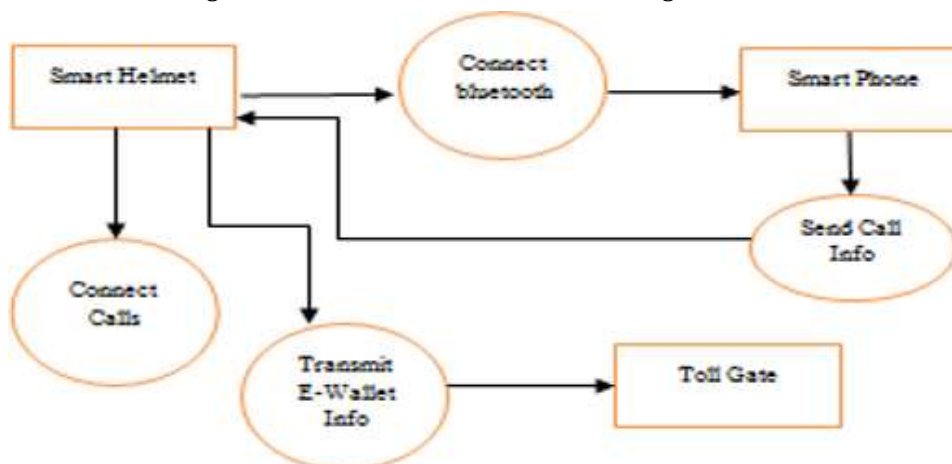 Smart Helmet
Connect
bluetooth
Smart Phone
Send Call
Info
Connect
Calls
Transmit
E-Wallet
Info
Toll Gate